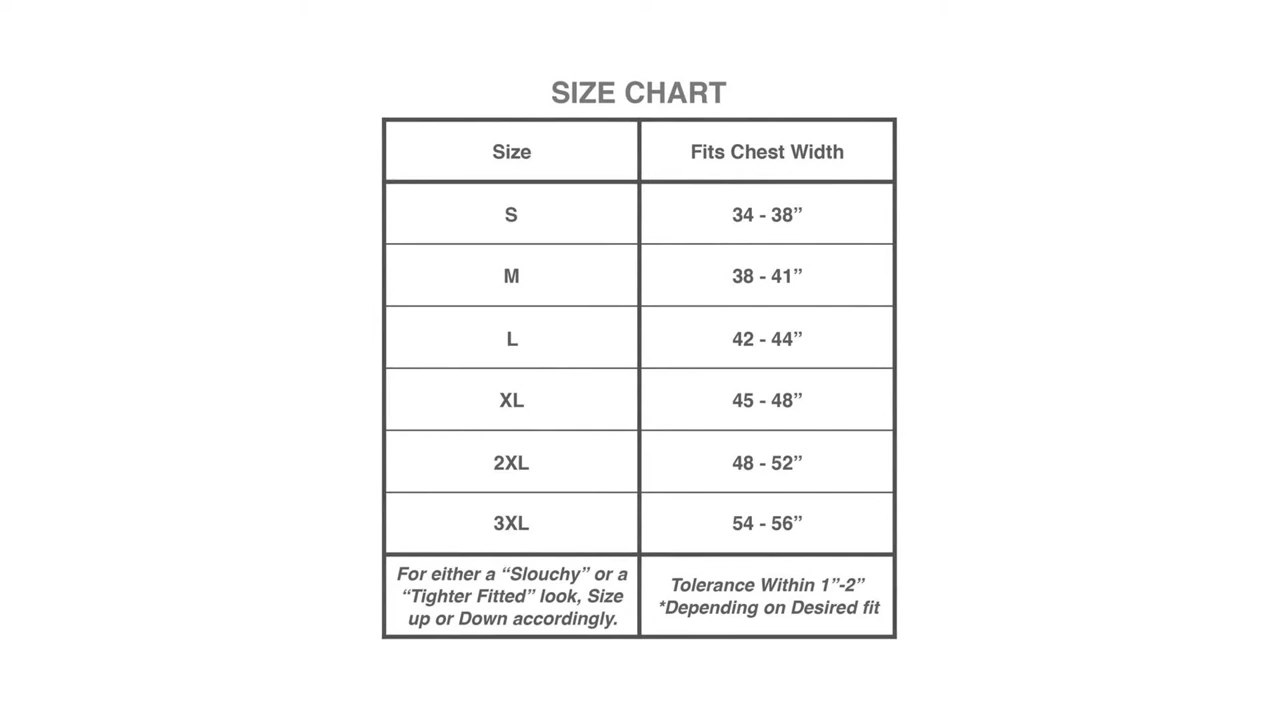 SIZE CHART
Size
Fits Chest Width
S
34 - 38”
M
38 - 41”
L
42 - 44”
XL
45 - 48”
2XL
48 - 52”
3XL
54 - 56”
For either a “Slouchy” or a
“Tighter Fitted” look, Size
up or Down accordingly.
Tolerance Within 1”-2”
*Depending on Desired fit